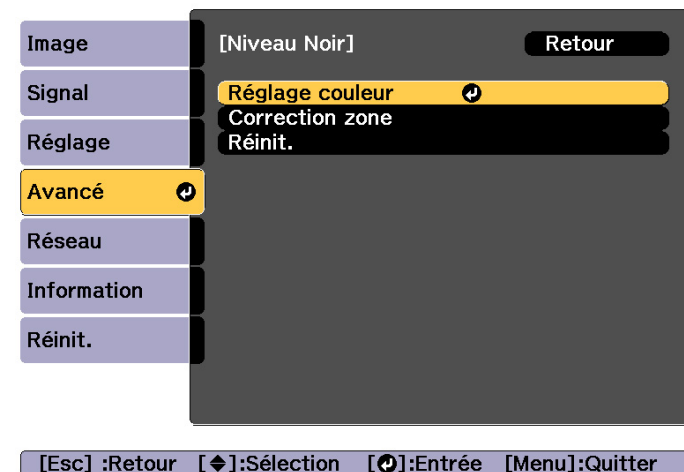 Image
Signal
Réglage
Avancé
Réseau
Information
Réinit.
[Niveau Noir] Retour
Réglage couleur
Correction zone
Réinit.
[Esc] :Retour [◆]:Sélection [↵]:Entrée [Menu]:Quitter